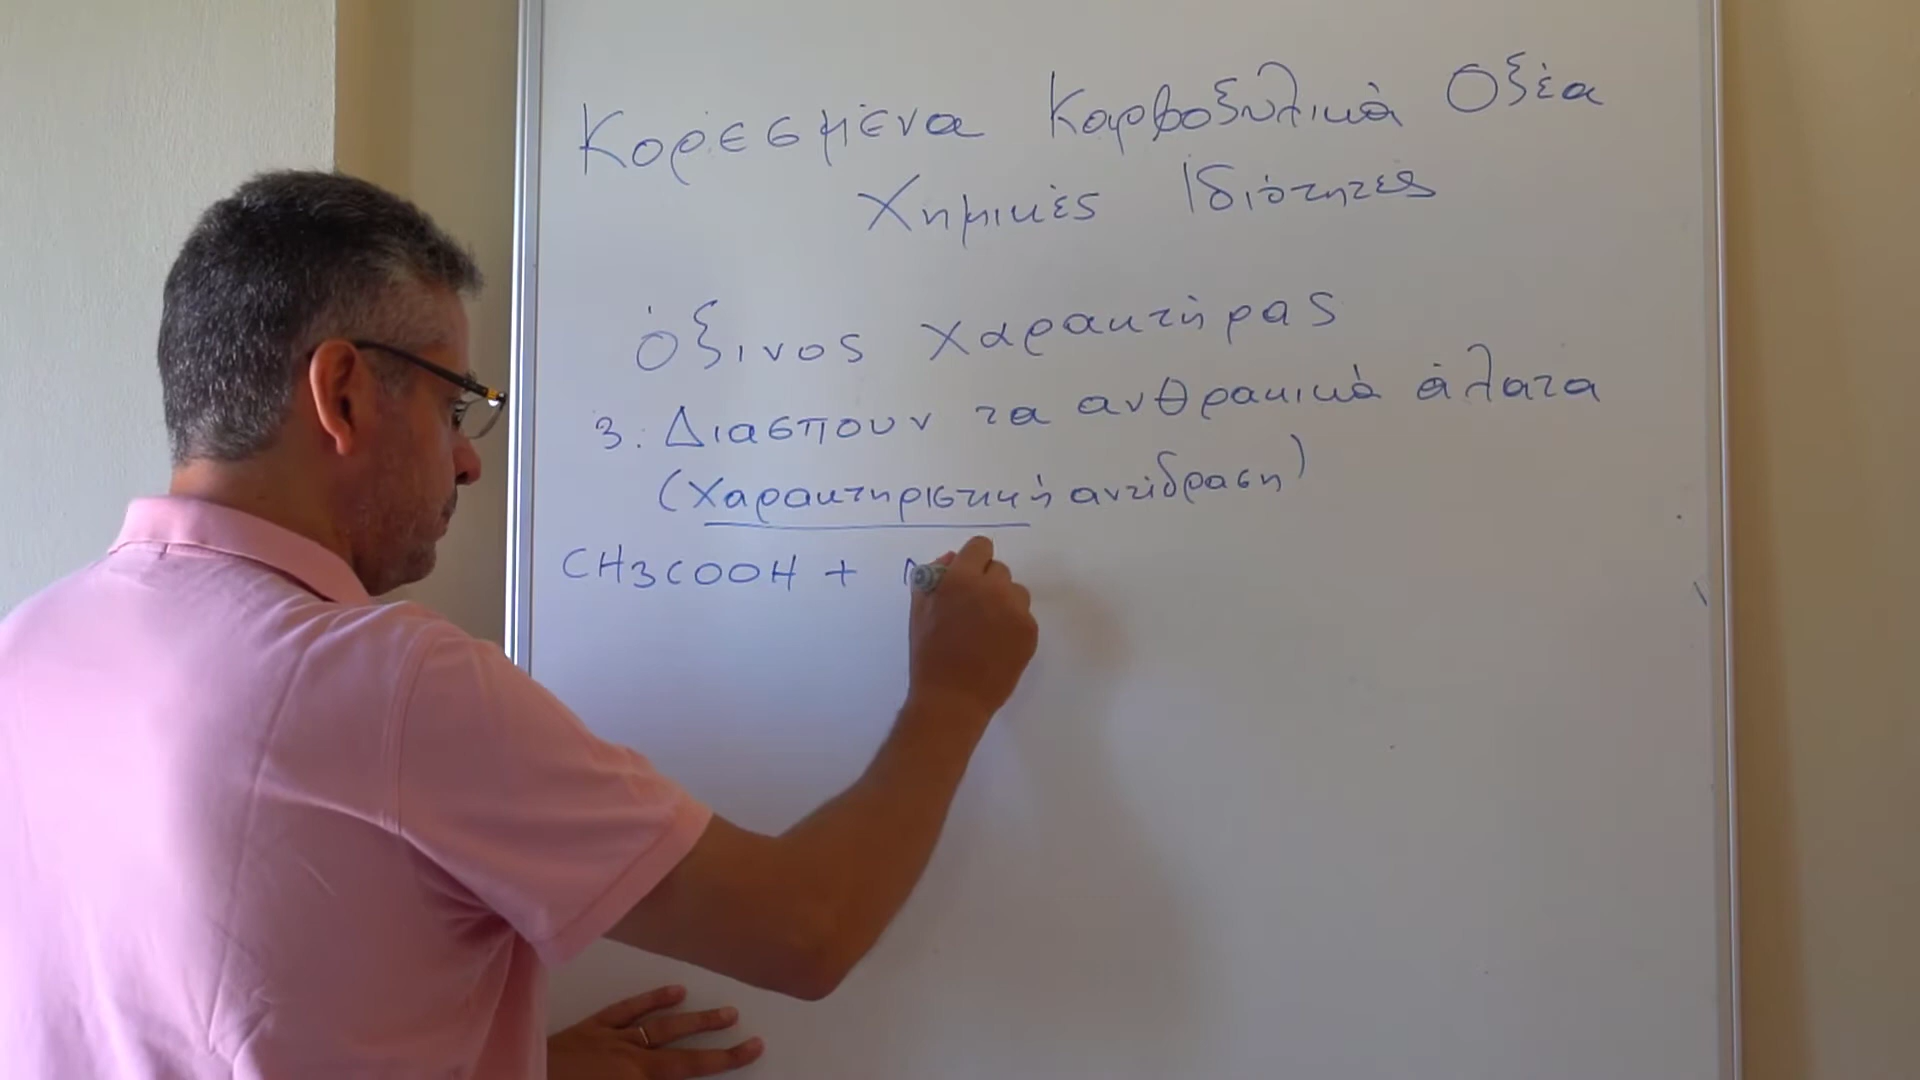 Κορεσμένα Καρβοξυλικά Οξέα
Χημικές Ιδιότητες
όξινος χαρακτήρας
3. Διασπουν τα ανθρακικά άλατα
(χαρακτηριστική αντίδραση)
CH3COOH +